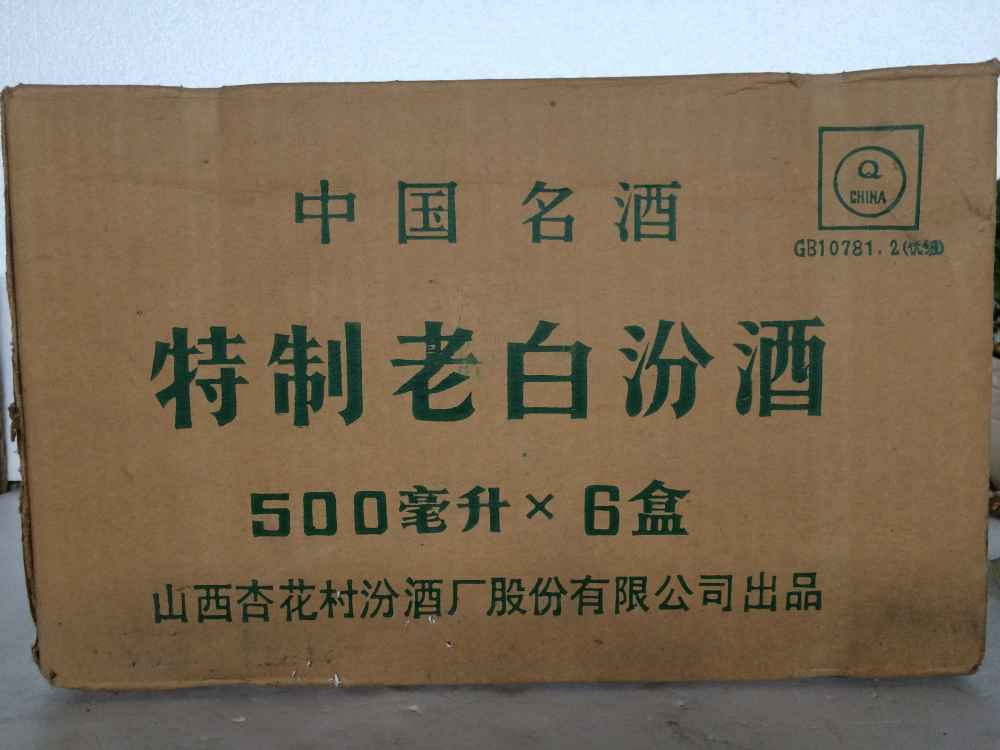 中国名酒
Q
CHINA
GB10781.2(优级)
特制老白汾酒
500毫升×6盒
山西杏花村汾酒厂股份有限公司出品